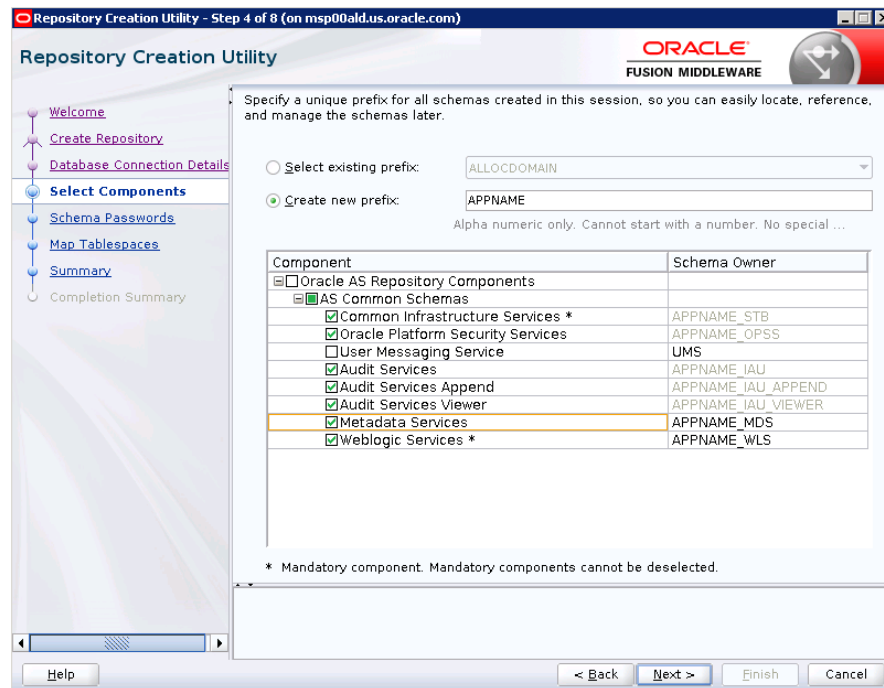 Repository Creation Utility - Step 4 of 8 (on msp00ald.us.oracle.com)
Repository Creation Utility
ORACLE
FUSION MIDDLEWARE
Welcome
Create Repository
Database Connection Details
Select Components
Schema Passwords
Map Tablespaces
Summary
Completion Summary
Specify a unique prefix for all schemas created in this session, so you can easily locate, reference,
and manage the schemas later.
Select existing prefix: ALLOCDOMAIN
Create new prefix: APPNAME
Alpha numeric only. Cannot start with a number. No special ...
Component Schema Owner
Oracle AS Repository Components
AS Common Schemas
Common Infrastructure Services * APPNAME_STB
Oracle Platform Security Services APPNAME_OPSS
User Messaging Service UMS
Audit Services APPNAME_IAU
Audit Services Append APPNAME_IAU_APPEND
Audit Services Viewer APPNAME_IAU_VIEWER
Metadata Services APPNAME_MDS
Weblogic Services * APPNAME_WLS
* Mandatory component. Mandatory components cannot be deselected.
Help < Back Next > Finish Cancel